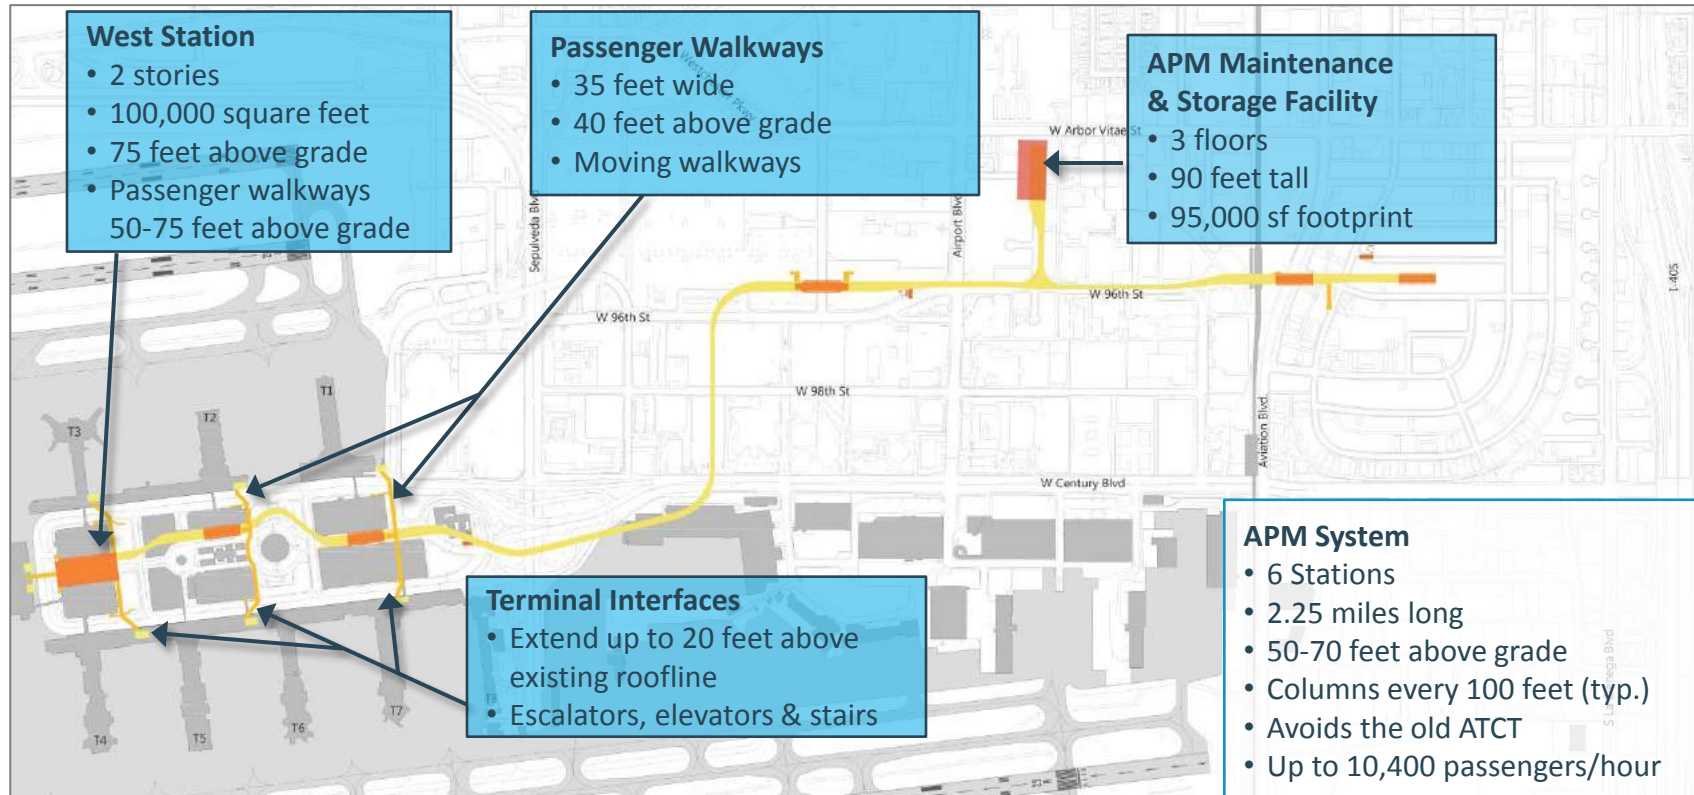 West Station
• 2 stories
• 100,000 square feet
• 75 feet above grade
• Passenger walkways
50-75 feet above grade
Passenger Walkways
• 35 feet wide
• 40 feet above grade
• Moving walkways
APM Maintenance
& Storage Facility
• 3 floors
• 90 feet tall
• 95,000 sf footprint
Westchester Pkwy
W Arbor Vitae St
Sepulveda Blvd
Airport Blvd
I-405
W 96th St
W 96th St
W 98th St
Aviation Blvd
W Century Blvd
T1
T2
T3
T4
T5
T6
T7
Terminal Interfaces
• Extend up to 20 feet above
existing roofline
• Escalators, elevators & stairs
APM System
• 6 Stations
• 2.25 miles long
• 50-70 feet above grade
• Columns every 100 feet (typ.)
• Avoids the old ATCT
• Up to 10,400 passengers/hour